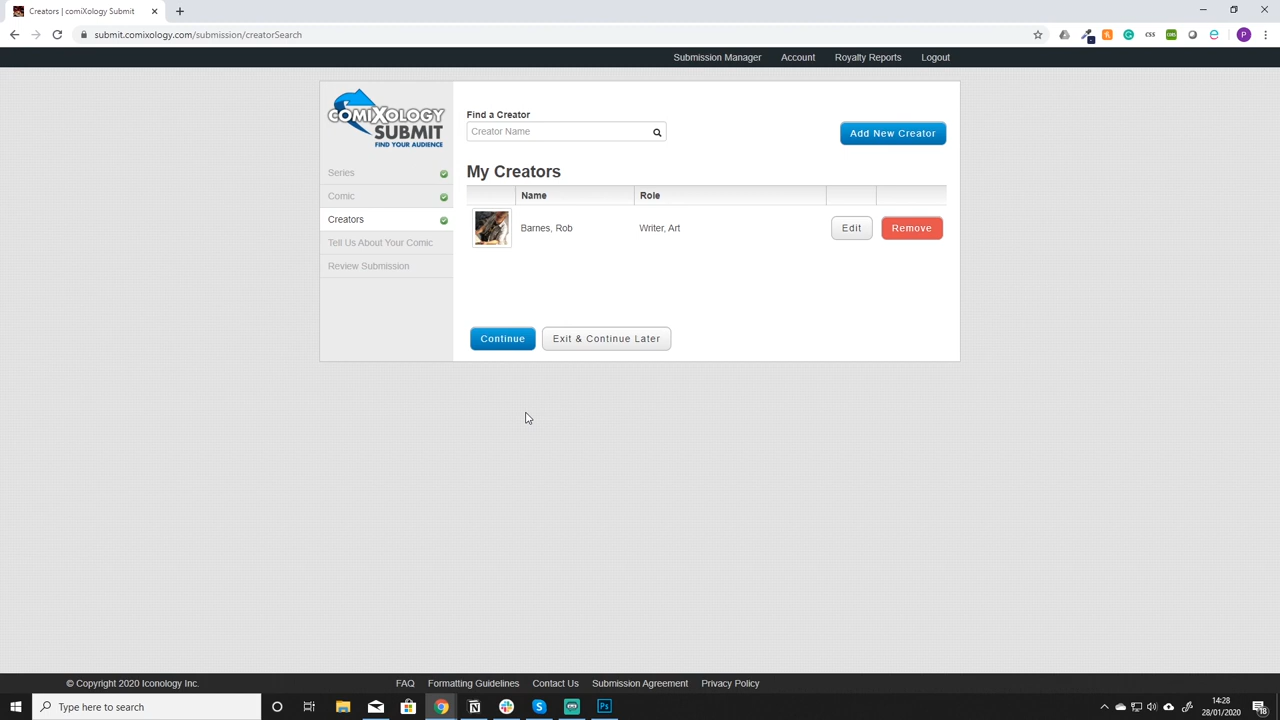 Creators | comiXology Submit
submit.comixology.com/submission/creatorSearch
Submission Manager Account Royalty Reports Logout
COMIXOLOGY
SUBMIT
FIND YOUR AUDIENCE
Series
Comic
Creators
Tell Us About Your Comic
Review Submission
Find a Creator
Creator Name
Add New Creator
My Creators
Name Role
Barnes, Rob Writer, Art Edit Remove
Continue Exit & Continue Later
© Copyright 2020 Iconology Inc. FAQ Formatting Guidelines Contact Us Submission Agreement Privacy Policy
Type here to search
14:28
28/01/2020